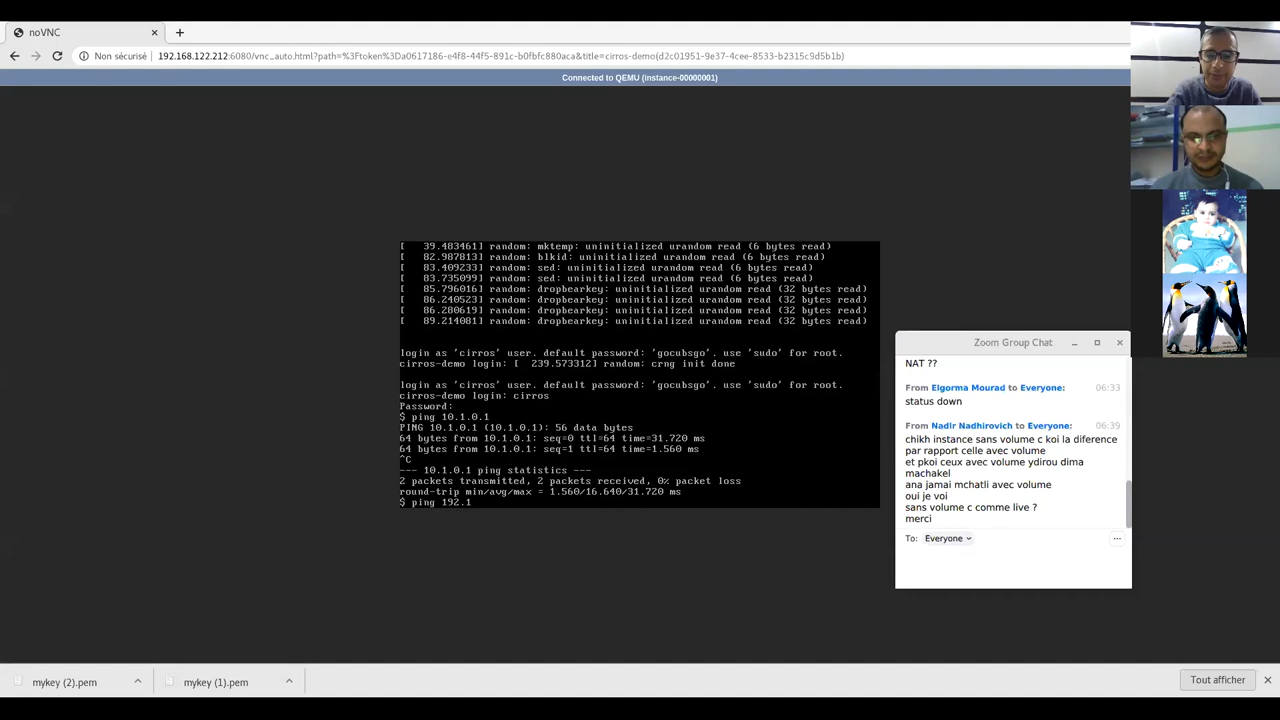 noVNC
Non sécurisé
192.168.122.212:6080/vnc_auto.html?path=%3Ftoken%3Da0617186-e4f8-44f5-891c-b0fbfc880aca&title=cirros-demo(d2c01951-9e37-4cee-8533-b2315c9d5b1b)
Connected to QEMU (instance-00000001)
[   39.483461] random: mktemp: uninitialized urandom read (6 bytes read)
[   82.987813] random: blkid: uninitialized urandom read (6 bytes read)
[   83.409233] random: sed: uninitialized urandom read (6 bytes read)
[   83.735099] random: sed: uninitialized urandom read (6 bytes read)
[   85.796016] random: dropbearkey: uninitialized urandom read (32 bytes read)
[   86.240523] random: dropbearkey: uninitialized urandom read (32 bytes read)
[   86.280619] random: dropbearkey: uninitialized urandom read (32 bytes read)
[   89.214081] random: dropbearkey: uninitialized urandom read (32 bytes read)
login as 'cirros' user. default password: 'gocubsgo'. use 'sudo' for root.
cirros-demo login: [  239.573312] random: crng init done
login as 'cirros' user. default password: 'gocubsgo'. use 'sudo' for root.
cirros-demo login: cirros
Password:
$ ping 10.1.0.1
PING 10.1.0.1 (10.1.0.1): 56 data bytes
64 bytes from 10.1.0.1: seq=0 ttl=64 time=31.720 ms
64 bytes from 10.1.0.1: seq=1 ttl=64 time=1.560 ms
^C
--- 10.1.0.1 ping statistics ---
2 packets transmitted, 2 packets received, 0% packet loss
round-trip min/avg/max = 1.560/16.640/31.720 ms
$ ping 192.1
Zoom Group Chat
NAT ??
From Elgorma Mourad to Everyone: 06:33
status down
From Nadir Nadhirovich to Everyone: 06:39
chikh instance sans volume c koi la diference
par rapport celle avec volume
et pkoi ceux avec volume ydirou dima
machakel
ana jamai mchatli avec volume
oui je voi
sans volume c comme live ?
merci
To: Everyone
mykey (2).pem
mykey (1).pem
Tout afficher